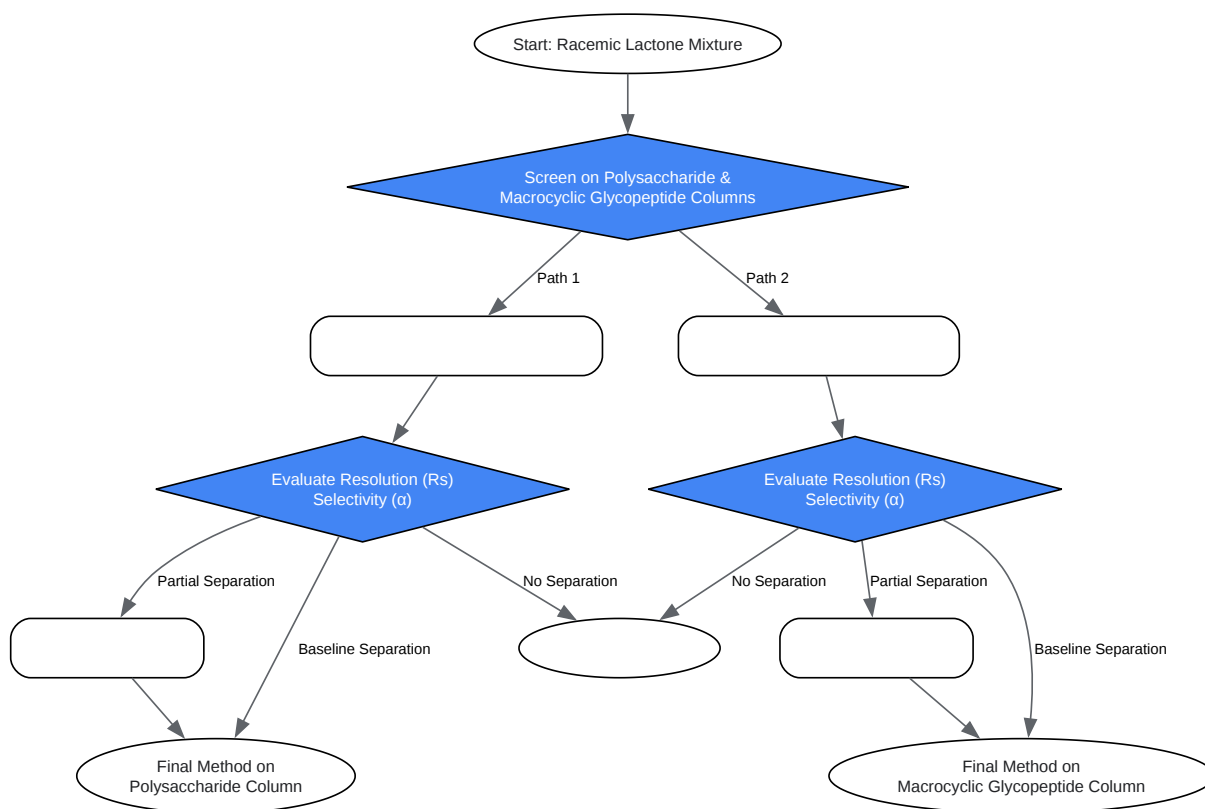 Start: Racemic Lactone Mixture
Screen on Polysaccharide &
Macrocyclic Glycopeptide Columns
Path 1
Path 2
Evaluate Resolution (Rs)
Selectivity (α)
Evaluate Resolution (Rs)
Selectivity (α)
Partial Separation
No Separation
No Separation
Partial Separation
Baseline Separation
Baseline Separation
Final Method on
Polysaccharide Column
Final Method on
Macrocyclic Glycopeptide Column